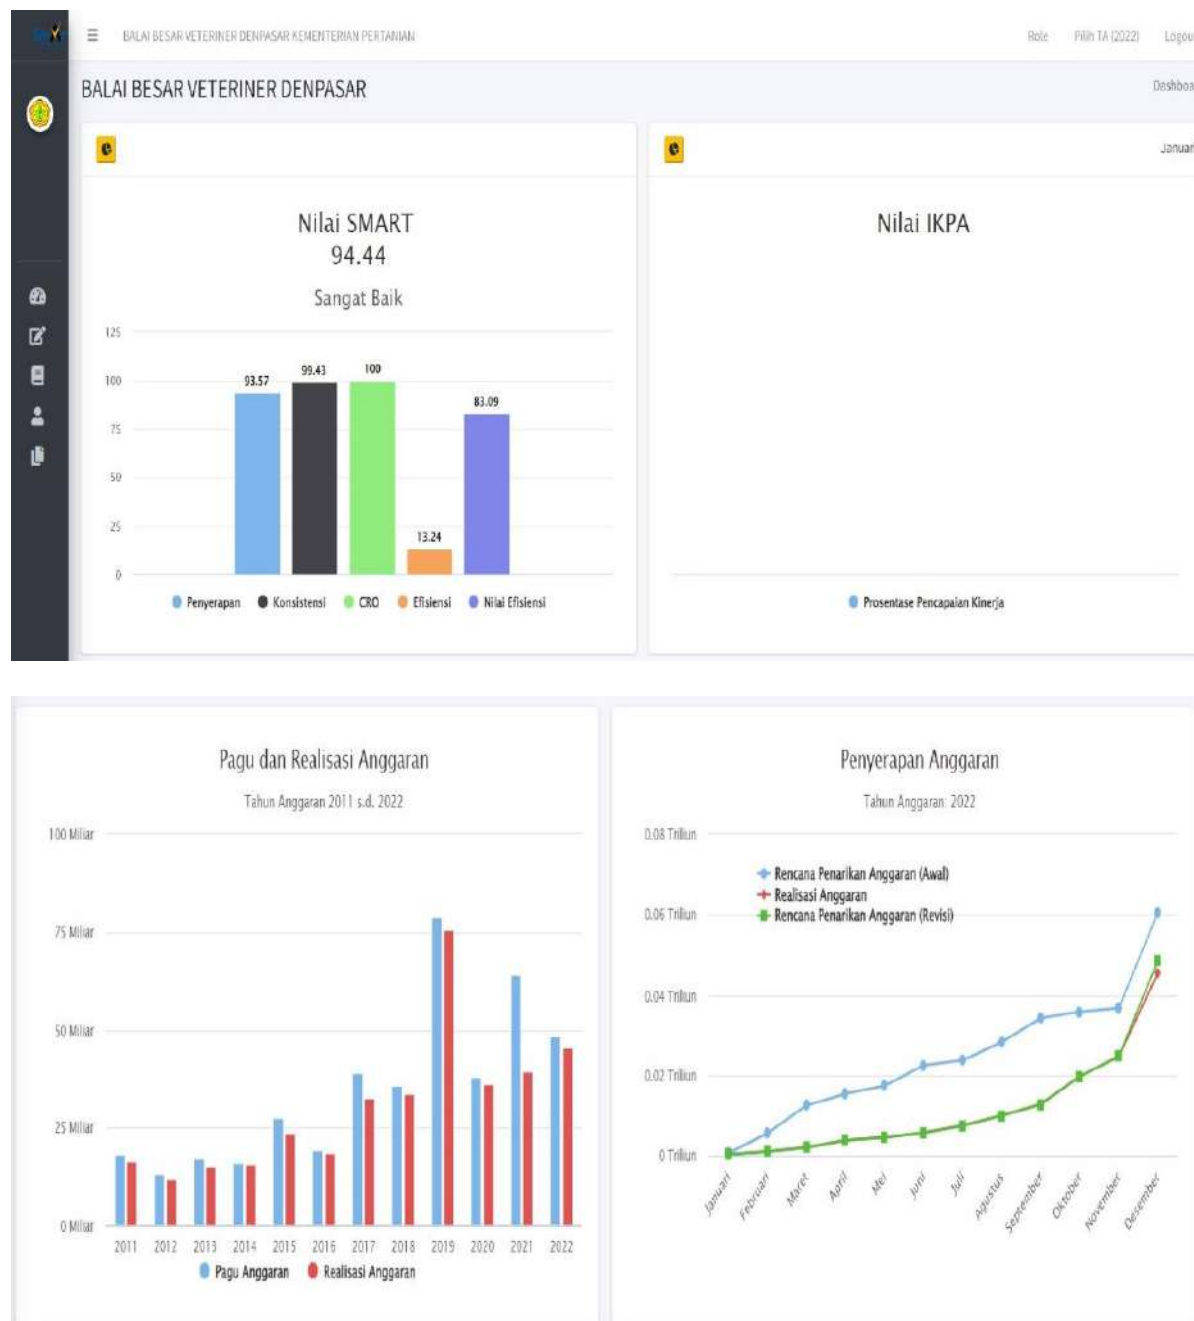 BALAI BESAR VETERINER DENPASAR KEMENTERIAN PERTANIAN
Role Pilih TA (2022) Logou
BALAI BESAR VETERINER DENPASAR
Dashboa
Januari
Nilai SMART
94.44
Sangat Baik
125
100
75
50
25
0
93.57
99.43
100
13.24
83.09
Penyerapan Konsistensi CRO Efisiensi Nilai Efisiensi
Nilai IKPA
Prosentase Pencapaian Kinerja
Pagu dan Realisasi Anggaran
Tahun Anggaran 2011 s.d. 2022
100 Miliar
75 Miliar
50 Miliar
25 Miliar
0 Miliar
2011 2012 2013 2014 2015 2016 2017 2018 2019 2020 2021 2022
Pagu Anggaran Realisasi Anggaran
Penyerapan Anggaran
Tahun Anggaran: 2022
0.08 Triliun
0.06 Triliun
0.04 Triliun
0.02 Triliun
0 Triliun
Rencana Penarikan Anggaran (Awal)
Realisasi Anggaran
Rencana Penarikan Anggaran (Revisi)
Januari Februari Maret April Mei Juni Juli Agustus September Oktober November Desember